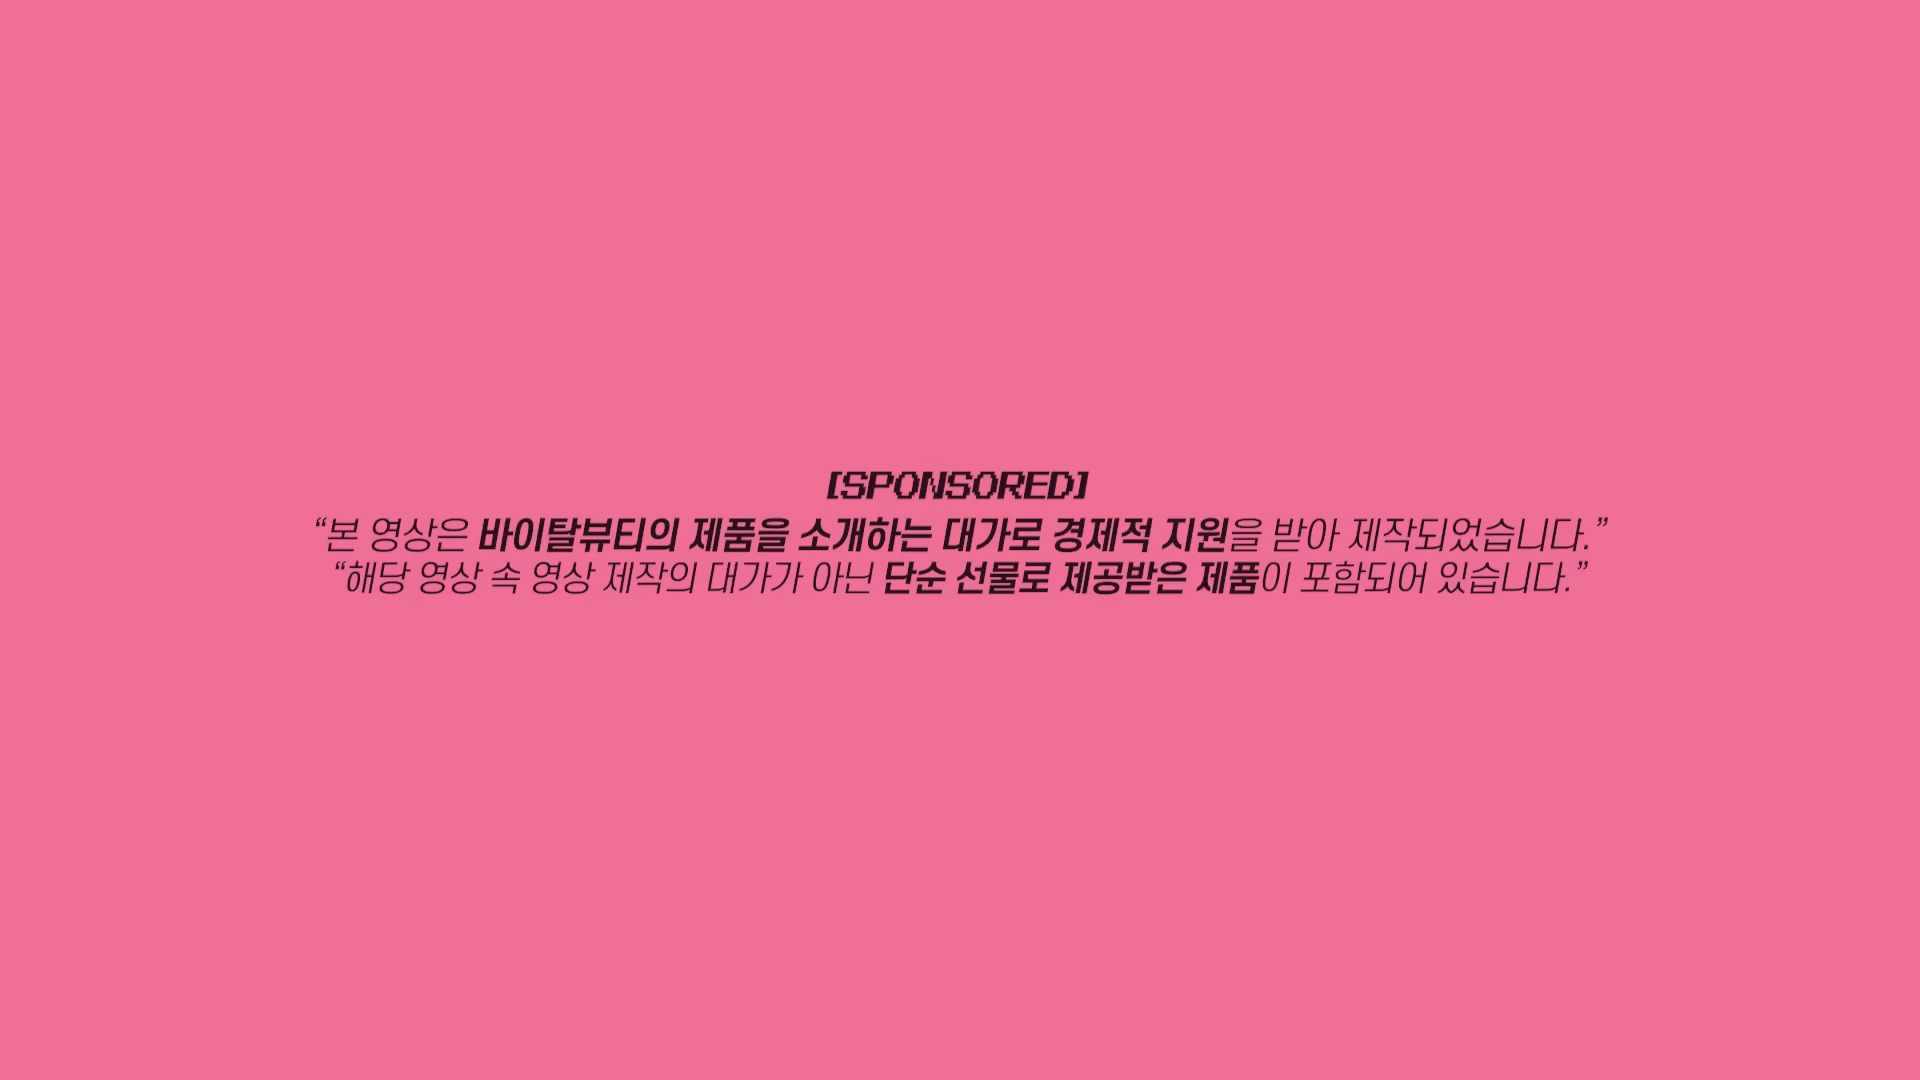 [SPONSORED]
“본 영상은 바이탈뷰티의 제품을 소개하는 대가로 경제적 지원을 받아 제작되었습니다.”
“해당 영상 속 영상 제작의 대가가 아닌 단순 선물로 제공받은 제품이 포함되어 있습니다.”